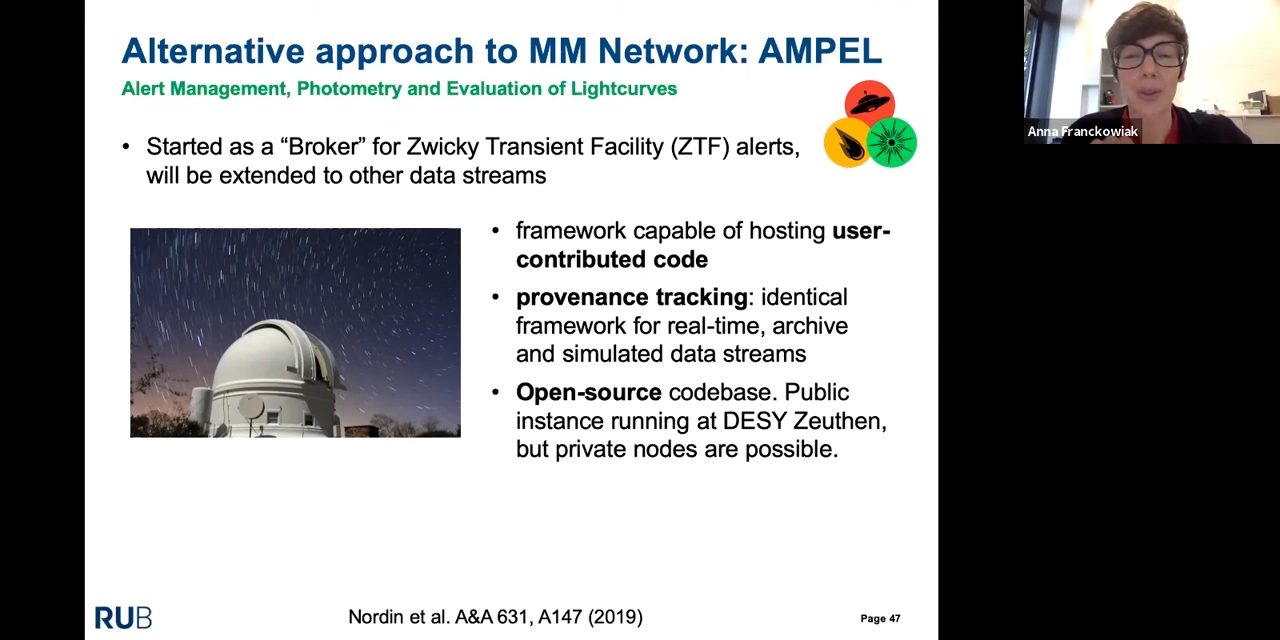 Alternative approach to MM Network: AMPEL
Alert Management, Photometry and Evaluation of Lightcurves
• Started as a “Broker” for Zwicky Transient Facility (ZTF) alerts,
will be extended to other data streams
• framework capable of hosting user-
contributed code
• provenance tracking: identical
framework for real-time, archive
and simulated data streams
• Open-source codebase. Public
instance running at DESY Zeuthen,
but private nodes are possible.
RUB
Nordin et al. A&A 631, A147 (2019)
Page 47
Anna Franckowiak